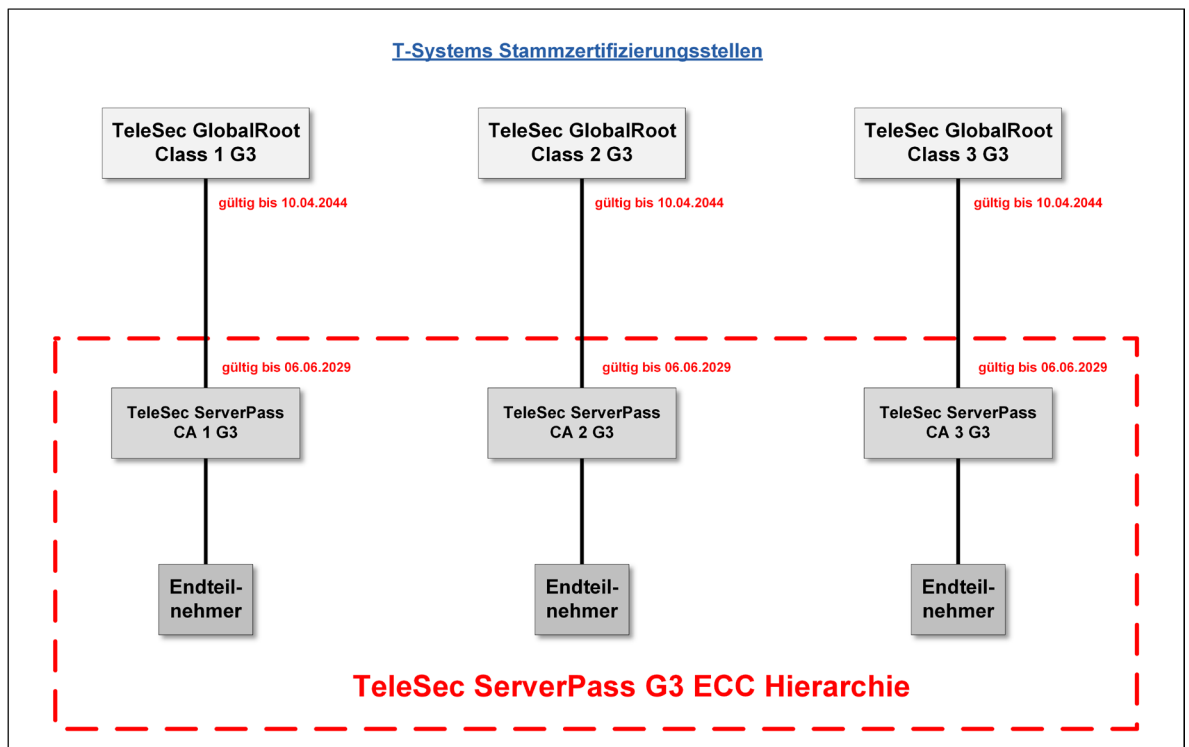 T-Systems Stammzertifizierungsstellen
TeleSec GlobalRoot
Class 1 G3
TeleSec GlobalRoot
Class 2 G3
TeleSec GlobalRoot
Class 3 G3
gültig bis 10.04.2044
gültig bis 10.04.2044
gültig bis 10.04.2044
gültig bis 06.06.2029
gültig bis 06.06.2029
gültig bis 06.06.2029
TeleSec ServerPass
CA 1 G3
TeleSec ServerPass
CA 2 G3
TeleSec ServerPass
CA 3 G3
Endteil-
nehmer
Endteil-
nehmer
Endteil-
nehmer
TeleSec ServerPass G3 ECC Hierarchie